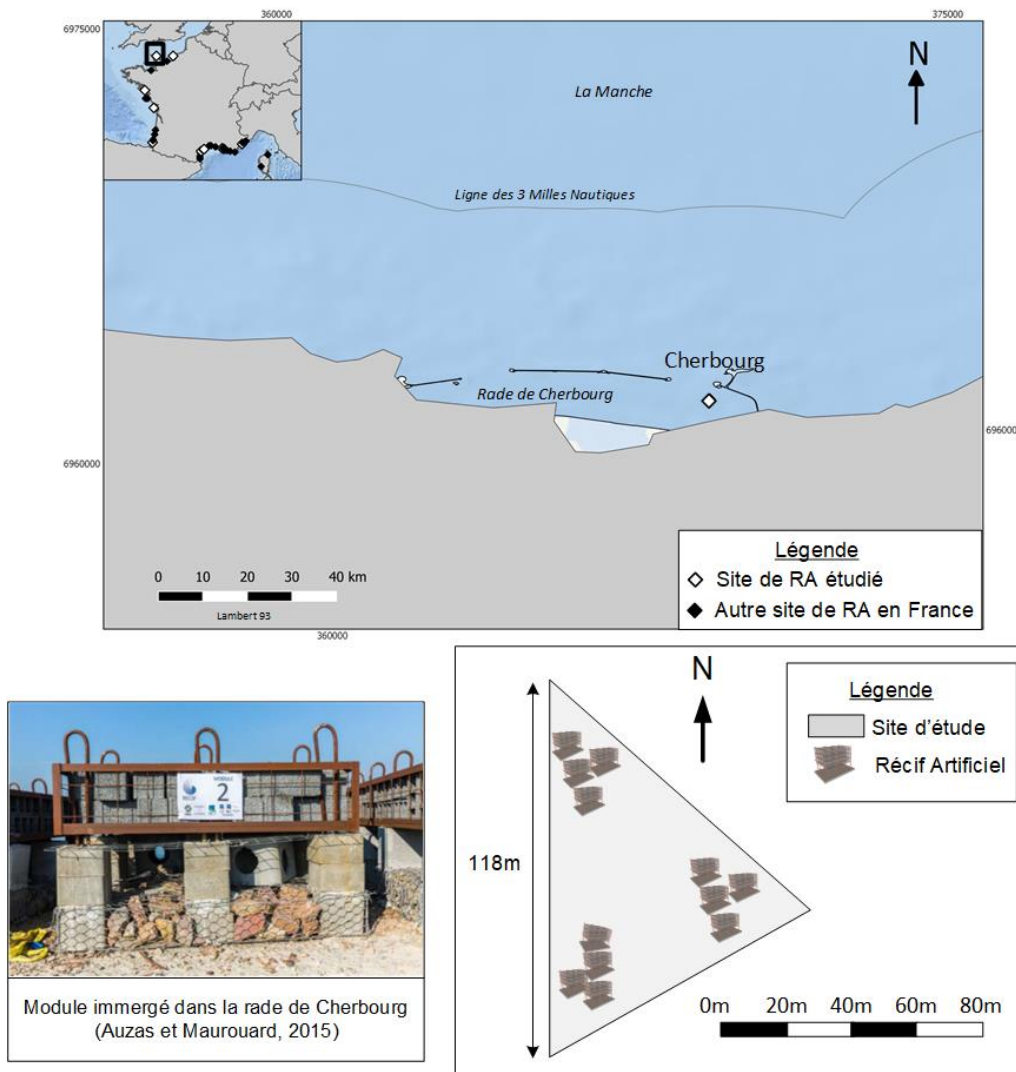 360000
375000
6975000
N
La Manche
Ligne des 3 Milles Nautiques
Cherbourg
Rade de Cherbourg
696000
6960000
0 10 20 30 40 km
Lambert 93
Légende
Site de RA étudié
Autre site de RA en France
360000
MODULE
2
RECIF
Module immergé dans la rade de Cherbourg
(Auzas et Maurouard, 2015)
N
118m
Légende
Site d'étude
Récif Artificiel
0m 20m 40m 60m 80m